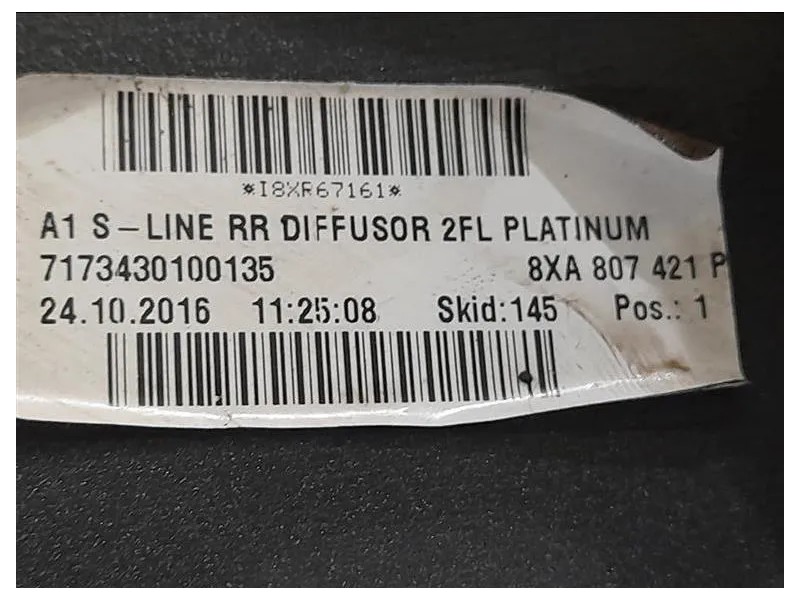 *I8XR67161*
A1 S-LINE RR DIFFUSOR 2FL PLATINUM
7173430100135 8XA 807 421 P
24.10.2016 11:25:08 Skid:145 Pos.: 1